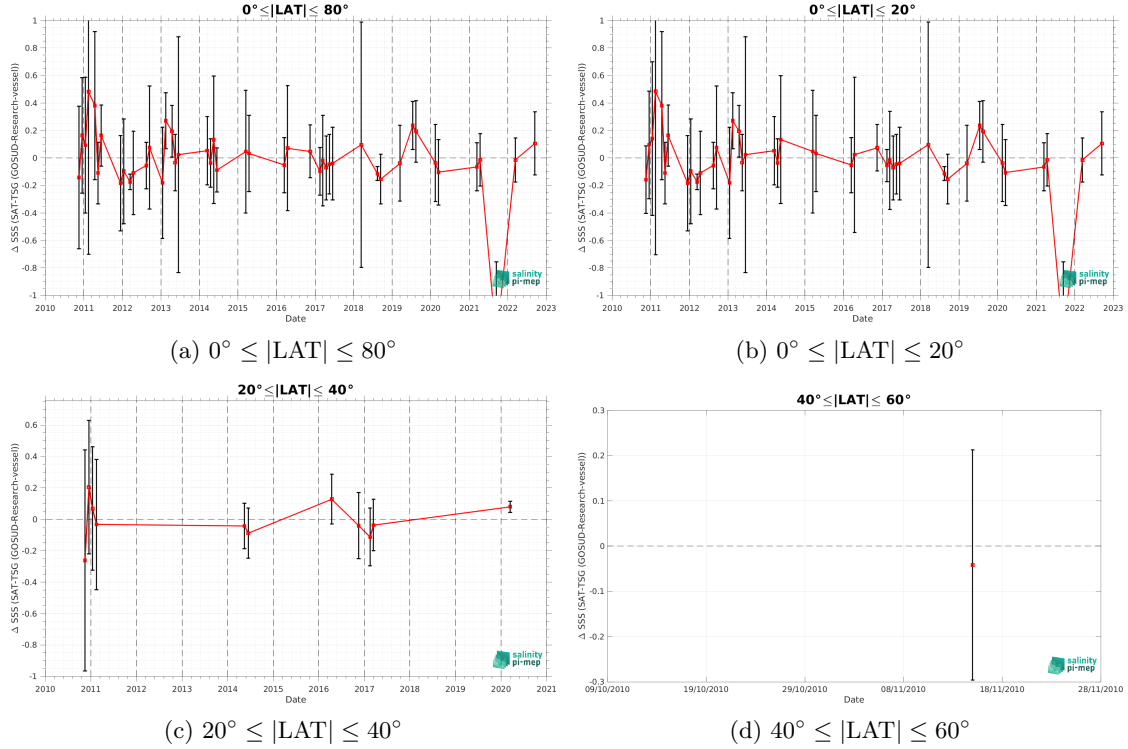 0°≤|LAT|≤ 80°
Δ SSS (SAT-TSG (GOSUD-Research-vessel))
1
0.8
0.6
0.4
0.2
0
-0.2
-0.4
-0.6
-0.8
-1
2010 2011 2012 2013 2014 2015 2016 2017 2018 2019 2020 2021 2022 2023
Date
salinity
pi-mep
(a) 0° ≤ |LAT| ≤ 80°
0°≤|LAT|≤ 20°
Δ SSS (SAT-TSG (GOSUD-Research-vessel))
1
0.8
0.6
0.4
0.2
0
-0.2
-0.4
-0.6
-0.8
-1
2010 2011 2012 2013 2014 2015 2016 2017 2018 2019 2020 2021 2022 2023
Date
salinity
pi-mep
(b) 0° ≤ |LAT| ≤ 20°
20°≤|LAT|≤ 40°
Δ SSS (SAT-TSG (GOSUD-Research-vessel))
0.6
0.4
0.2
0
-0.2
-0.4
-0.6
-0.8
-1
2010 2011 2012 2013 2014 2015 2016 2017 2018 2019 2020 2021
Date
salinity
pi-mep
(c) 20° ≤ |LAT| ≤ 40°
40°≤|LAT|≤ 60°
Δ SSS (SAT-TSG (GOSUD-Research-vessel))
0.3
0.2
0.1
0
-0.1
-0.2
-0.3
09/10/2010 19/10/2010 29/10/2010 08/11/2010 18/11/2010 28/11/2010
Date
salinity
pi-mep
(d) 40° ≤ |LAT| ≤ 60°